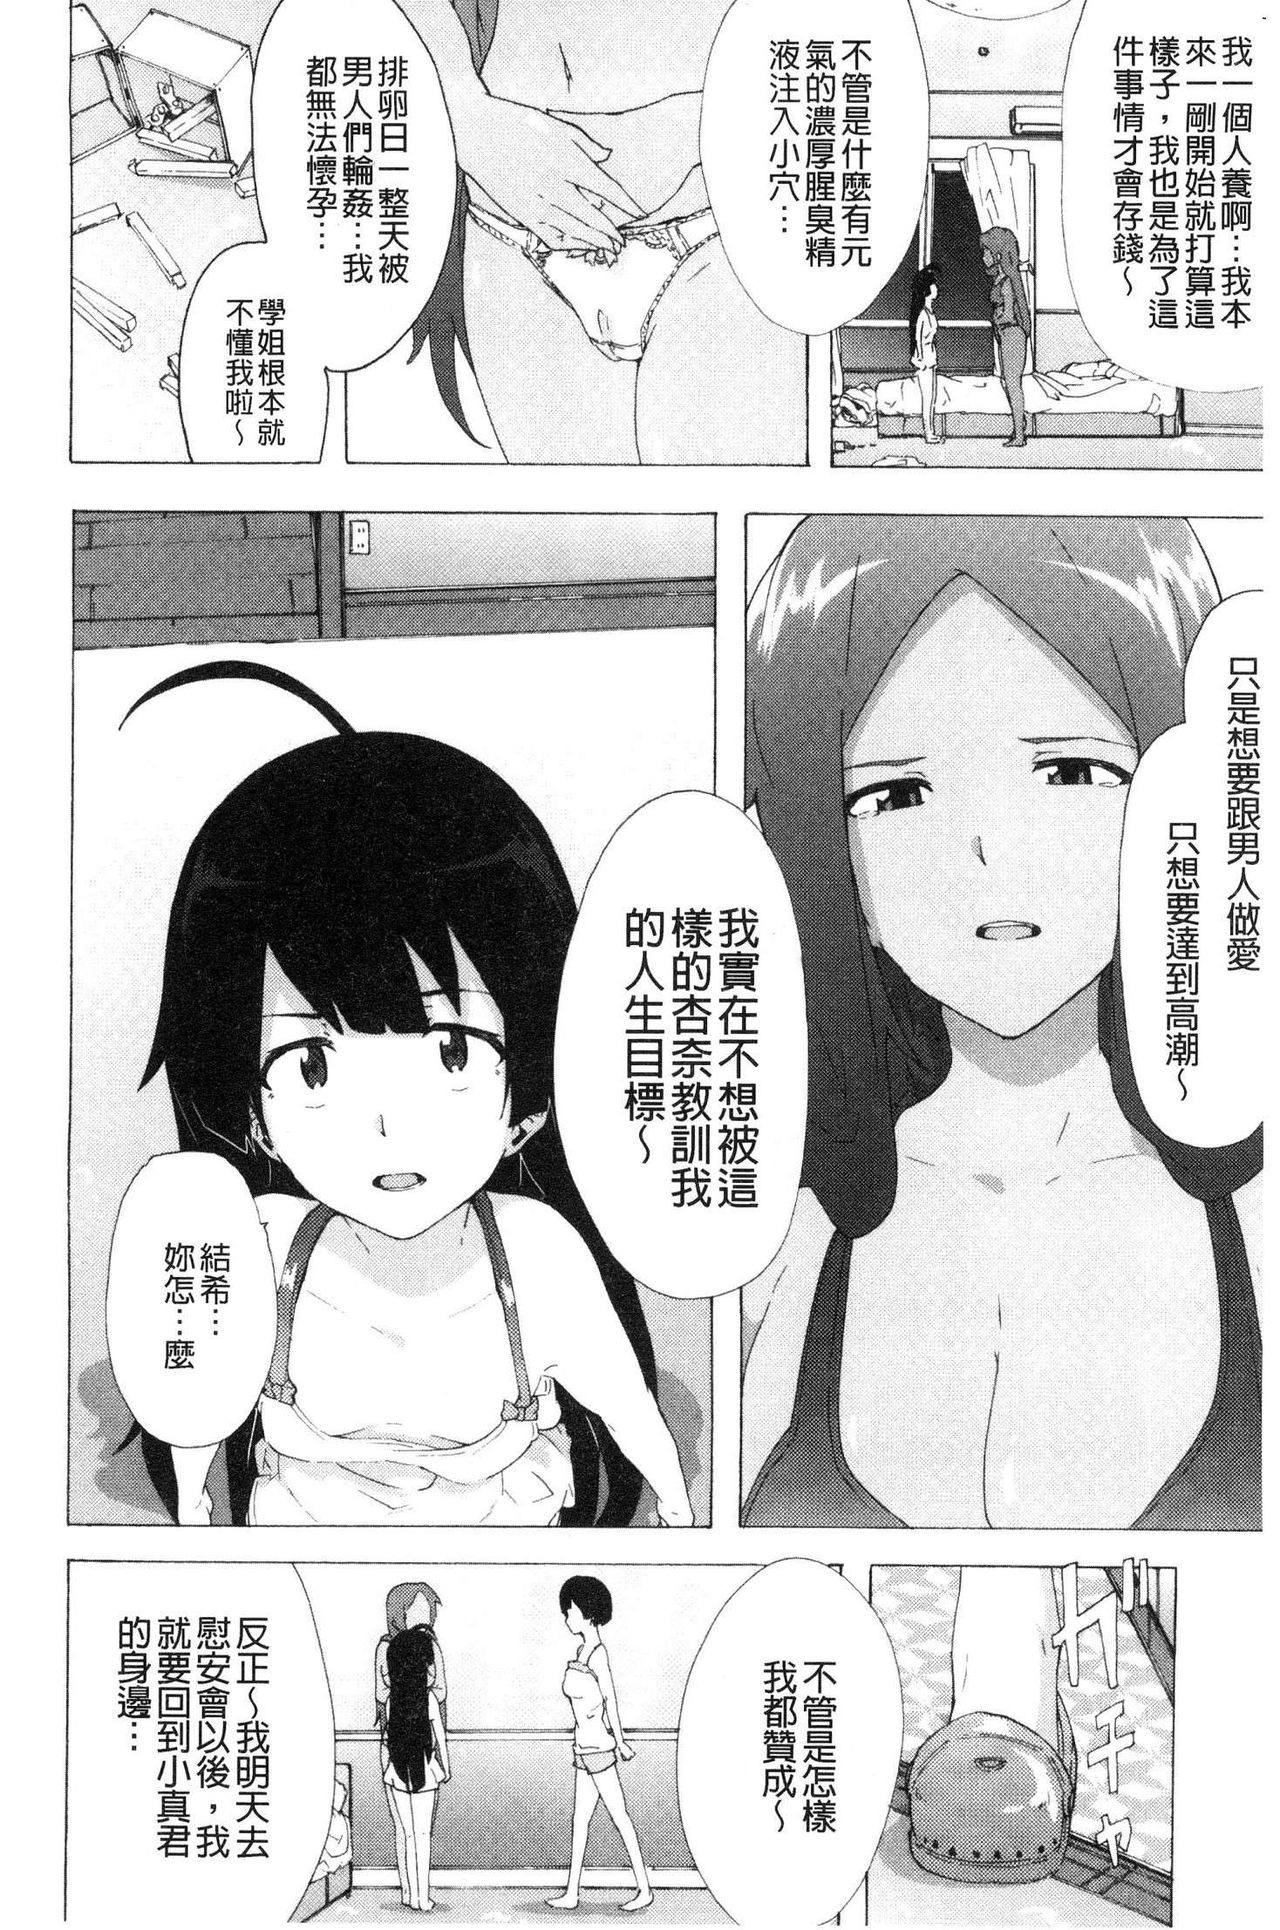 我一個人養啊…我本
來一剛開始就打算這
樣子，我也是為了這
件事情才會存錢～
不管是什麼有元
氣的濃厚腥臭精
液注入小穴…
排卵日一整天被
男人們輪姦…我
都無法懷孕…
學姐根本就
不懂我啦～
只是想要跟男人做愛
只想要達到高潮～
我實在不想被這
樣的杏奈教訓我
的人生目標～
結希…
妳怎…麼
ガチャ
不管是怎樣
我都贊成～
反正～我明天去
慰安會以後，我
就要回到小真君
的身邊…